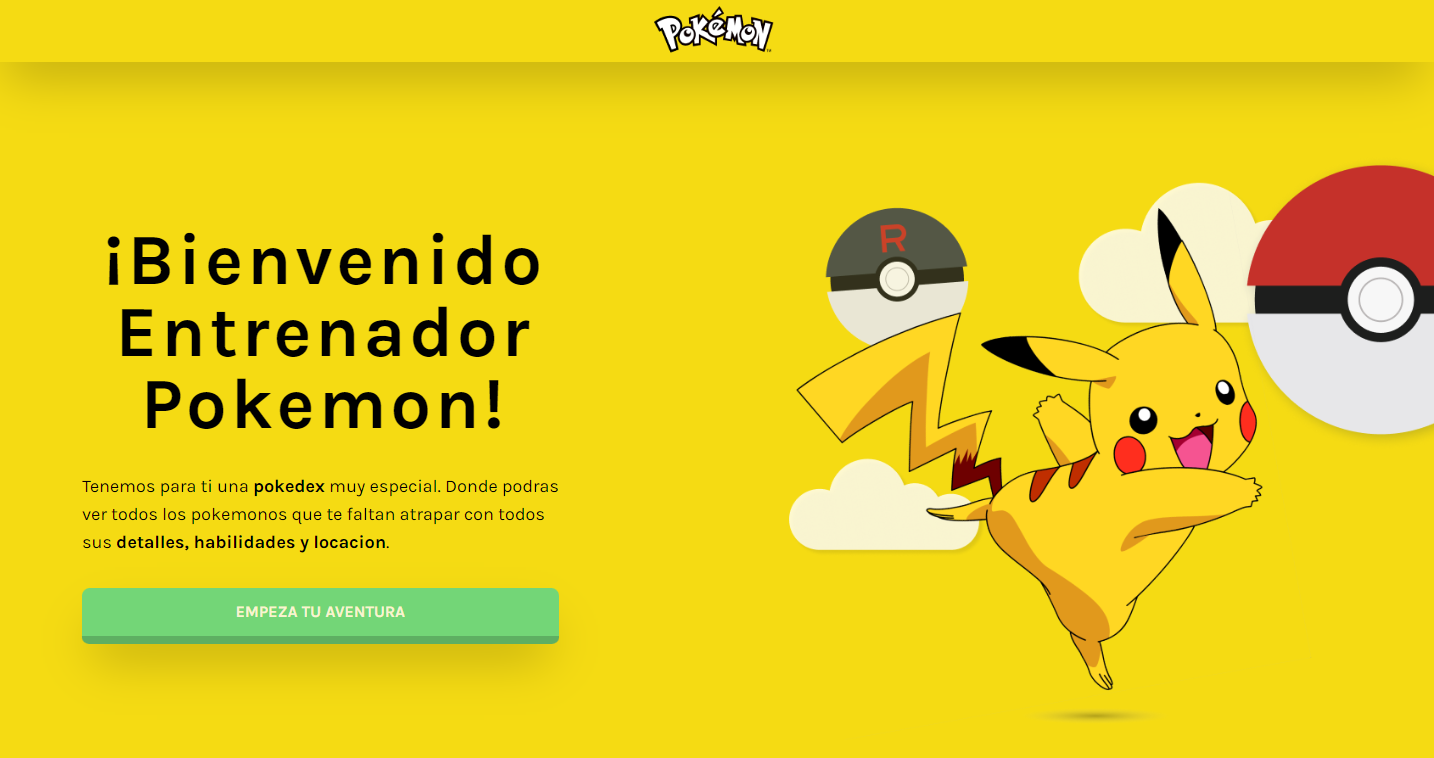 Pokémon
¡Bienvenido
Entrenador
Pokemon!
R
Tenemos para ti una pokedex muy especial. Donde podras
ver todos los pokemonos que te faltan atrapar con todos
sus detalles, habilidades y locacion.
EMPEZA TU AVENTURA